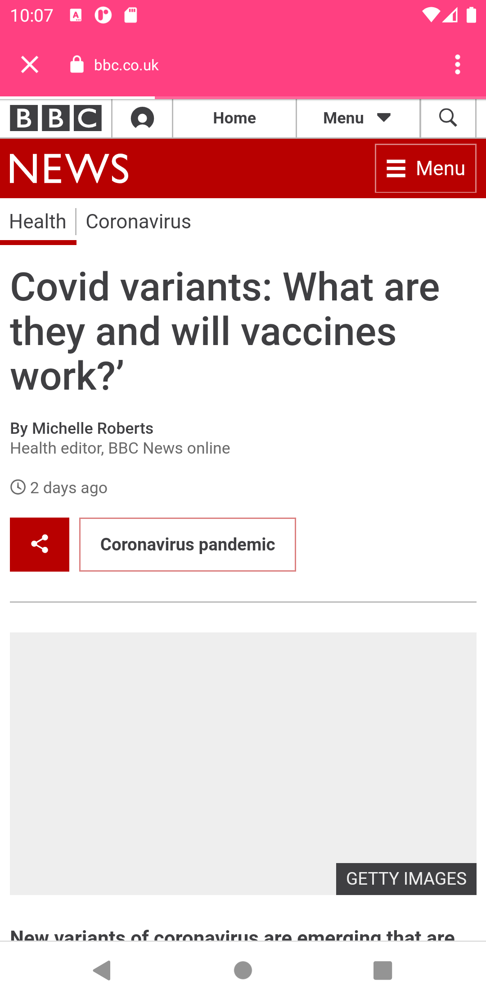 10:07
bbc.co.uk
BBC
Home
Menu
NEWS
Menu
Health
Coronavirus
Covid variants: What are
they and will vaccines
work?’
By Michelle Roberts
Health editor, BBC News online
2 days ago
Coronavirus pandemic
GETTY IMAGES
New variants of coronavirus are emerging that are